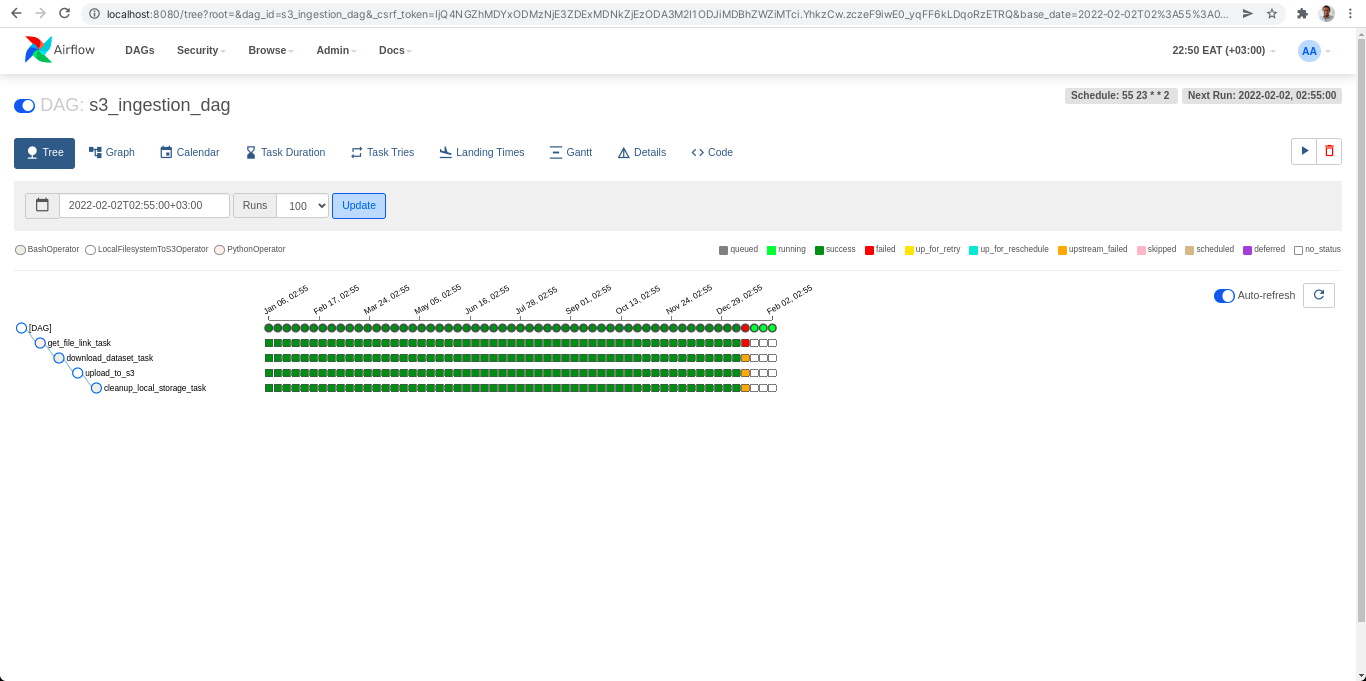 localhost:8080/tree?root=&dag_id=s3_ingestion_dag&_csrf_token=IjQ4NGZhMDYxODMzNjE3ZDExMDNkZjEzODA3M2I1ODJiMDBhZWZiMTci.YhkzCw.zczeF9iwE0_yqFF6kLDqoRzETRQ&base_date=2022-02-02T02%3A55%3A0...
Airflow DAGs Security Browse Admin Docs 22:50 EAT (+03:00) AA
DAG: s3_ingestion_dag Schedule: 55 23 * * 2 Next Run: 2022-02-02, 02:55:00
Tree Graph Calendar Task Duration Task Tries Landing Times Gantt Details Code
2022-02-02T02:55:00+03:00 Runs 100 Update
BashOperator LocalFilesystemToS3Operator PythonOperator queued running success failed up_for_retry up_for_reschedule upstream_failed skipped scheduled deferred no_status
Jan 06, 02:55 Feb 17, 02:55 Mar 24, 02:55 May 05, 02:55 Jun 16, 02:55 Jul 28, 02:55 Sep 01, 02:55 Oct 13, 02:55 Nov 24, 02:55 Dec 29, 02:55 Feb 02, 02:55
Auto-refresh
[DAG]
get_file_link_task
download_dataset_task
upload_to_s3
cleanup_local_storage_task